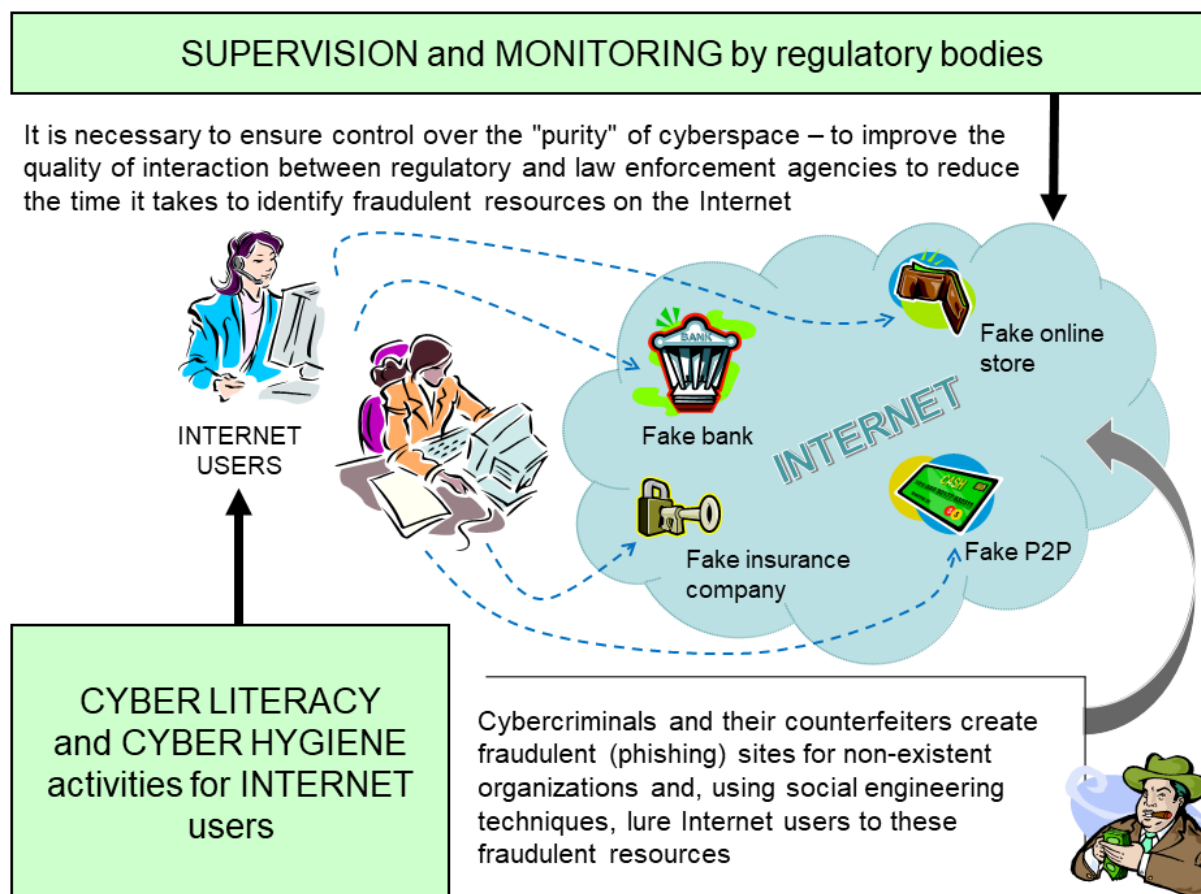 SUPERVISION and MONITORING by regulatory bodies
It is necessary to ensure control over the "purity" of cyberspace – to improve the
quality of interaction between regulatory and law enforcement agencies to reduce
the time it takes to identify fraudulent resources on the Internet
INTERNET
USERS
BANK
Fake bank
Fake online
store
INTERNET
Fake insurance
company
CASH
Fake P2P
CYBER LITERACY
and CYBER HYGIENE
activities for INTERNET
users
Cybercriminals and their counterfeiters create
fraudulent (phishing) sites for non-existent
organizations and, using social engineering
techniques, lure Internet users to these
fraudulent resources